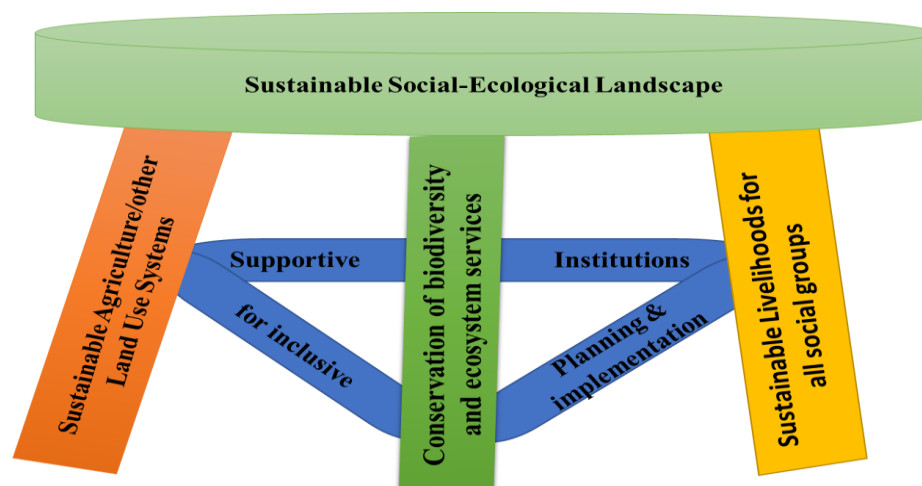 Sustainable Social-Ecological Landscape
Sustainable Agriculture/other
Land Use Systems
Supportive
for inclusive
Conservation of biodiversity
and ecosystem services
Institutions
Planning &
implementation
Sustainable Livelihoods for
all social groups